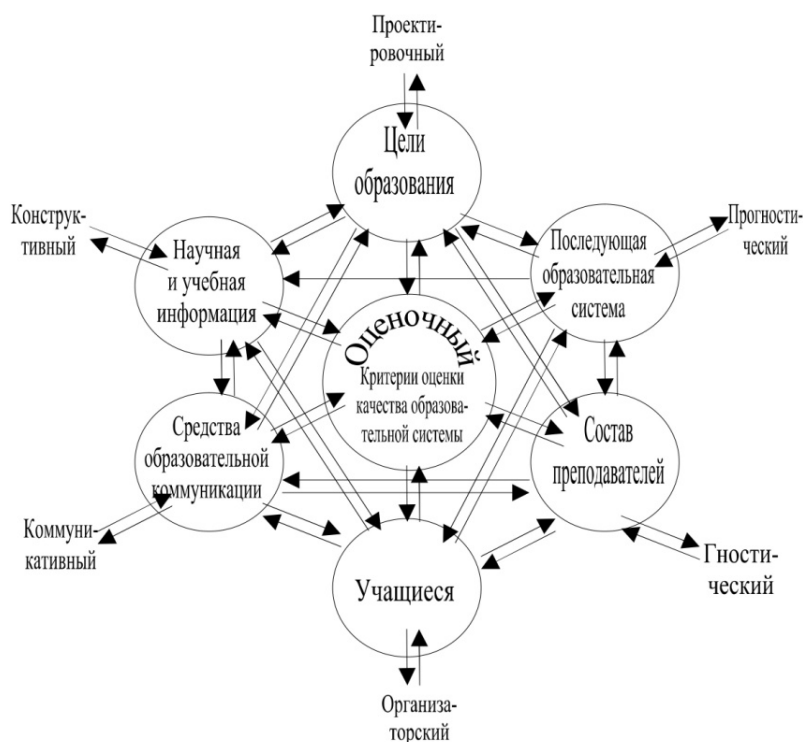 Проекти-
ровочный
Цели
образования
Конструк-
тивный
Научная
и учебная
информация
Последующая
образовательная
система
Прогности-
ческий
Оценочный
Критерии оценки
качества образова-
тельной системы
Средства
образовательной
коммуникации
Состав
преподавателей
Коммуни-
кативный
Гности-
ческий
Учащиеся
Организа-
торский